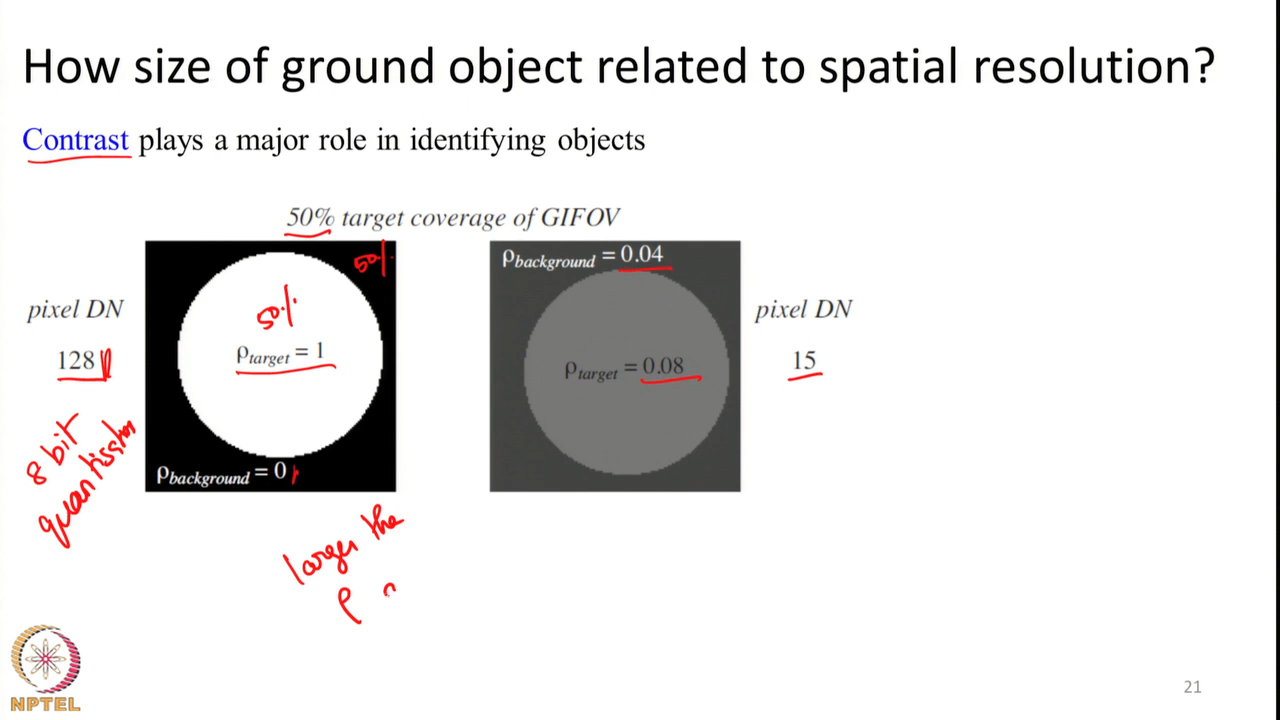 How size of ground object related to spatial resolution?
Contrast plays a major role in identifying objects
50% target coverage of GIFOV
pixel DN
128
8 bit
50%
50%
ρtarget = 1
ρbackground = 0
ρbackground = 0.04
ρtarget = 0.08
pixel DN
15
larger the
ρ
NPTEL
21